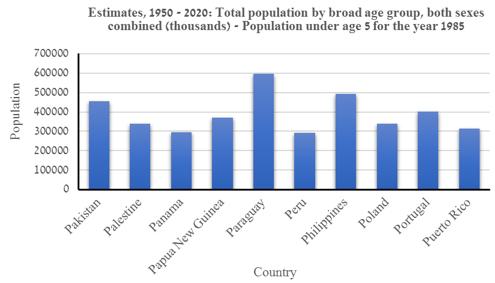 Estimates, 1950 - 2020: Total population by broad age group, both sexes
combined (thousands) - Population under age 5 for the year 1985
700000
600000
500000
400000
300000
200000
100000
0
Population
Pakistan
Palestine
Panama
Papua New Guinea
Paraguay
Peru
Philippines
Poland
Portugal
Puerto Rico
Country